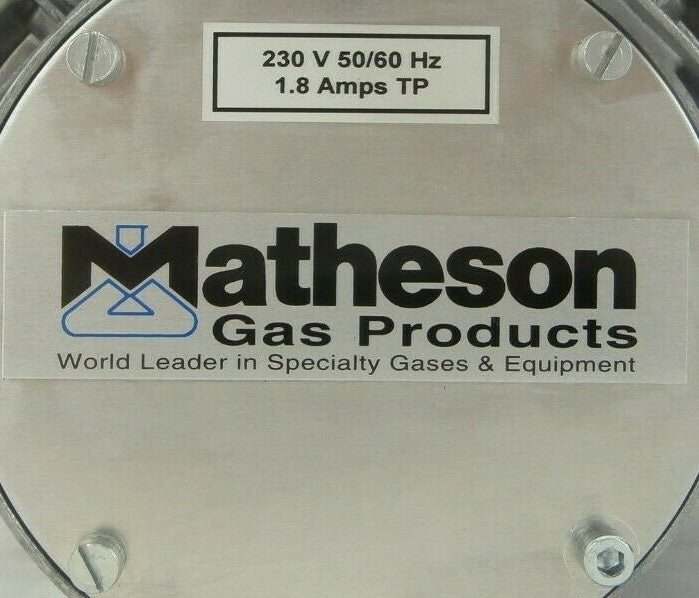 230 V 50/60 Hz
1.8 Amps TP
Matheson
Gas Products
World Leader in Specialty Gases & Equipment